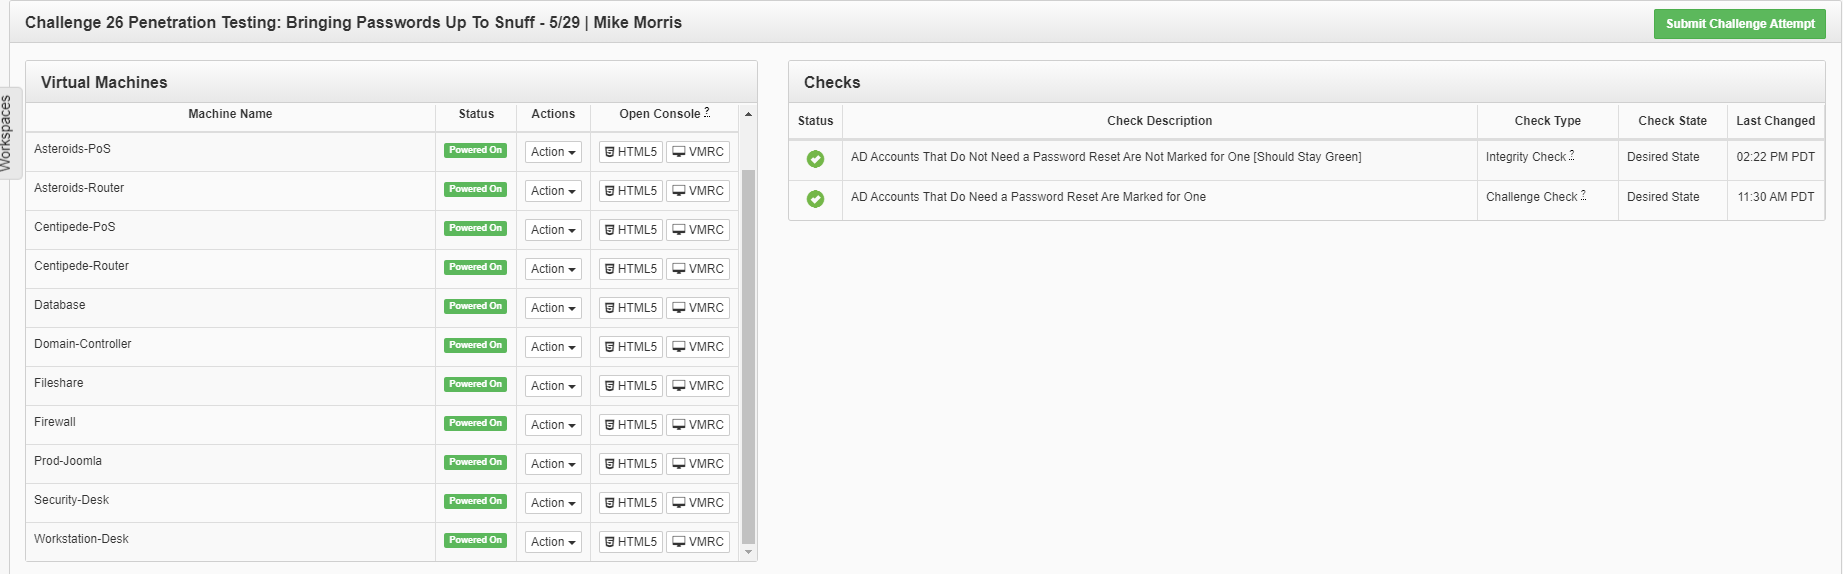 Challenge 26 Penetration Testing: Bringing Passwords Up To Snuff - 5/29 | Mike Morris
Submit Challenge Attempt
Workspaces
Virtual Machines
Machine Name Status Actions Open Console ?
Asteroids-PoS Powered On Action HTML5 VMRC
Asteroids-Router Powered On Action HTML5 VMRC
Centipede-PoS Powered On Action HTML5 VMRC
Centipede-Router Powered On Action HTML5 VMRC
Database Powered On Action HTML5 VMRC
Domain-Controller Powered On Action HTML5 VMRC
Fileshare Powered On Action HTML5 VMRC
Firewall Powered On Action HTML5 VMRC
Prod-Joomla Powered On Action HTML5 VMRC
Security-Desk Powered On Action HTML5 VMRC
Workstation-Desk Powered On Action HTML5 VMRC
Checks
Status Check Description Check Type Check State Last Changed
AD Accounts That Do Not Need a Password Reset Are Not Marked for One [Should Stay Green] Integrity Check ? Desired State 02:22 PM PDT
AD Accounts That Do Need a Password Reset Are Marked for One Challenge Check ? Desired State 11:30 AM PDT